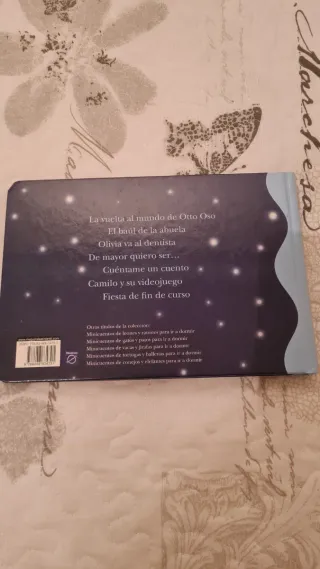 Marchesa
La vuelta al mundo de Otto Oso
El baúl de la abuela
Olivia va al dentista
De mayor quiero ser...
Cuéntame un cuento
Camilo y su videojuego
Fiesta de fin de curso
Otros títulos de la colección:
Minicuentos de leones y ratones para ir a dormir
Minicuentos de gatos y patos para ir a dormir
Minicuentos de vacas y jirafas para ir a dormir
Minicuentos de tortugas y ballenas para ir a dormir
Minicuentos de conejos y elefantes para ir a dormir